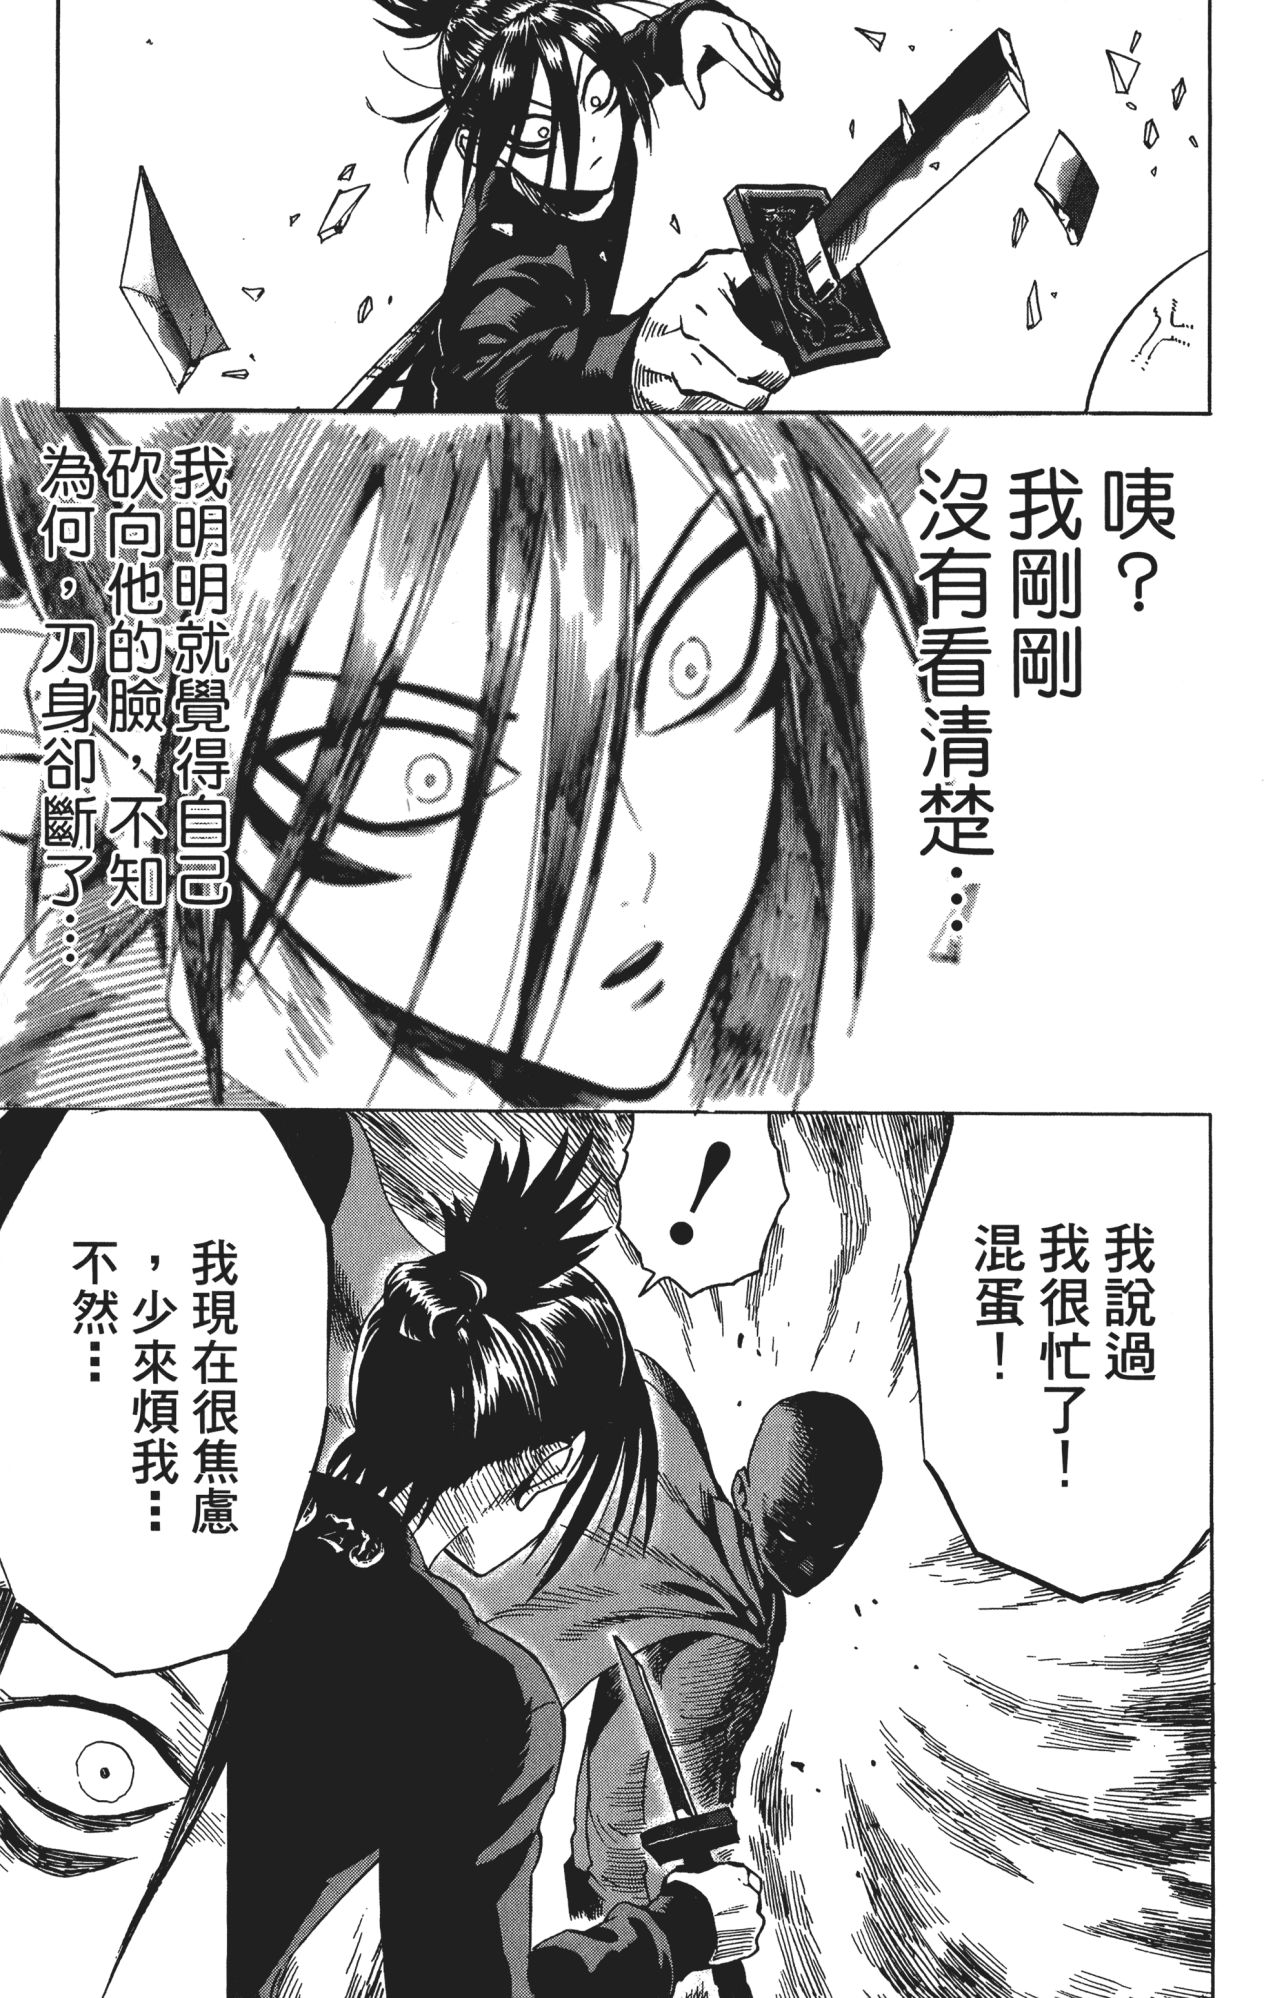 咦？
我剛剛
沒有看清楚…
我明明就覺得自己
砍向他的臉，不知
為何，刀身卻斷了…
！
我說過
我很忙了！
混蛋！
我現在很焦慮
，少來煩我…
不然…